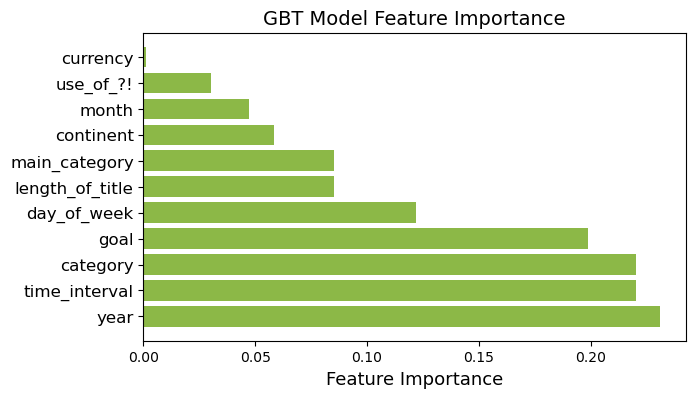 GBT Model Feature Importance
currency
use_of_?!
month
continent
main_category
length_of_title
day_of_week
goal
category
time_interval
year
0.00 0.05 0.10 0.15 0.20
Feature Importance